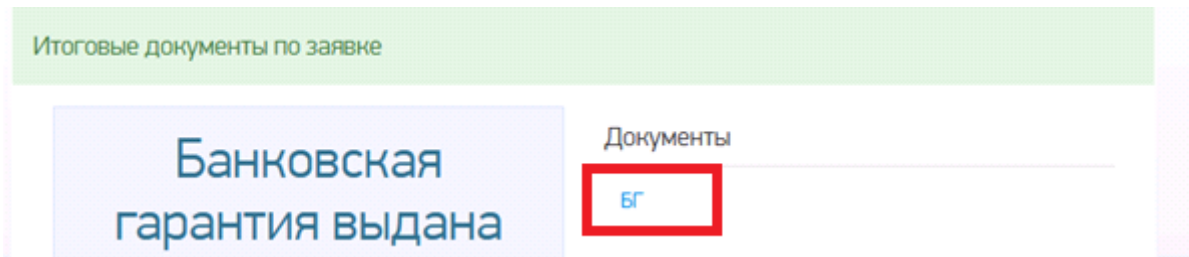 Итоговые документы по заявке
Банковская
гарантия выдана
Документы
БГ